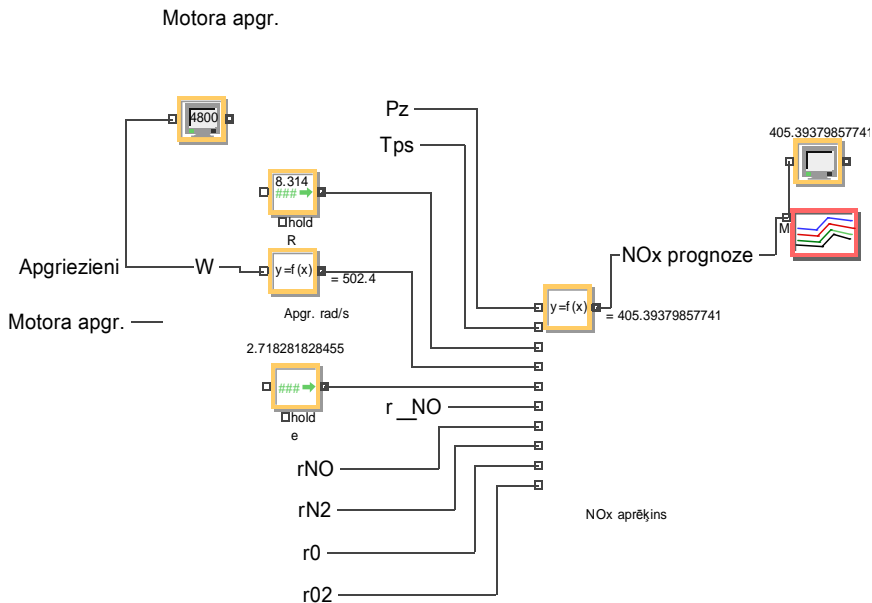 Motora apgr.
4800
Pz
Tps
405.39379857741
8.314
###
hold
R
M
Apgriezieni
W
y=f(x)
= 502.4
NOx prognoze
Motora apgr.
Apgr. rad/s
y=f(x)
= 405.39379857741
2.718281828455
###
hold
e
r__NO
rNO
rN2
NOx aprēķins
r0
r02